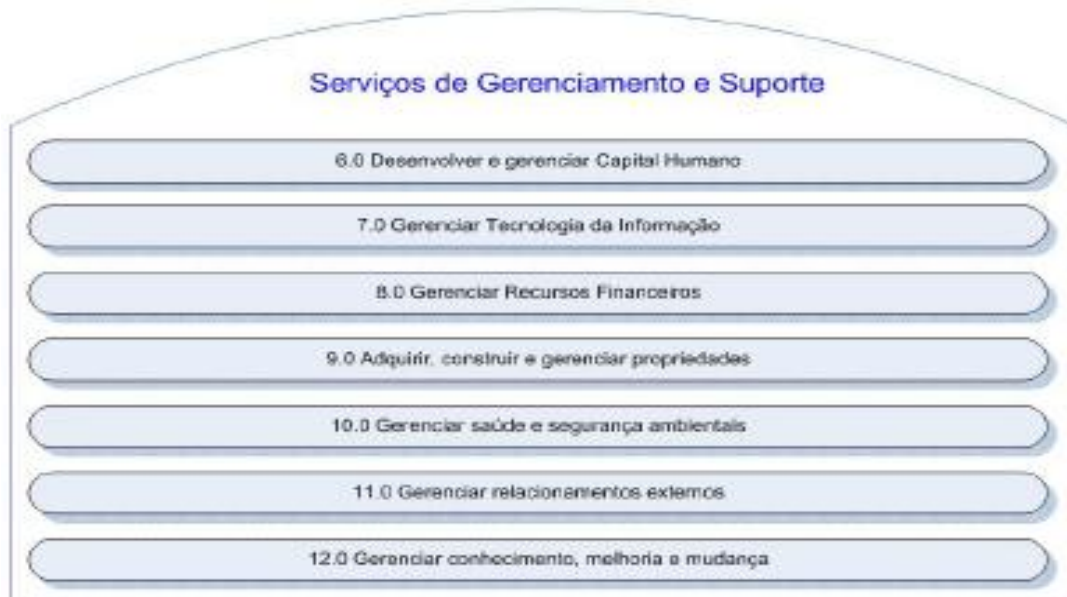 Serviços de Gerenciamento e Suporte
6.0 Desenvolver e gerenciar Capital Humano
7.0 Gerenciar Tecnologia da Informação
8.0 Gerenciar Recursos Financeiros
9.0 Adquirir, construir e gerenciar propriedades
10.0 Gerenciar saúde e segurança ambientais
11.0 Gerenciar relacionamentos externos
12.0 Gerenciar conhecimento, melhoria e mudança